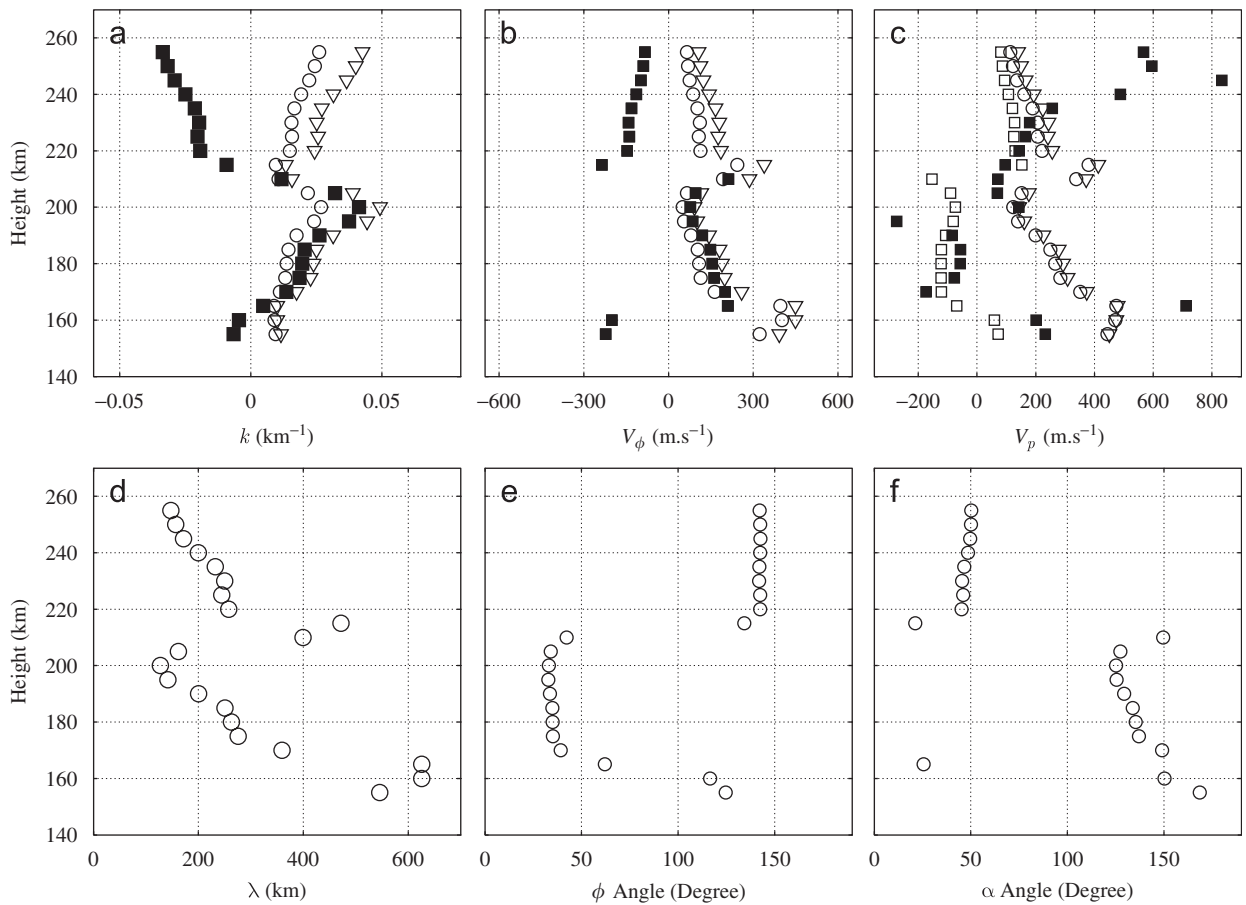 a
b
c
260
240
220
200
180
160
140
Height (km)
−0.05
0
0.05
k (km−1)
−600
−300
0
300
600
Vϕ (m.s−1)
−200
0
200
400
600
800
Vp (m.s−1)
d
e
f
260
240
220
200
180
160
140
Height (km)
0
200
400
600
λ (km)
0
50
100
150
ϕ Angle (Degree)
0
50
100
150
α Angle (Degree)